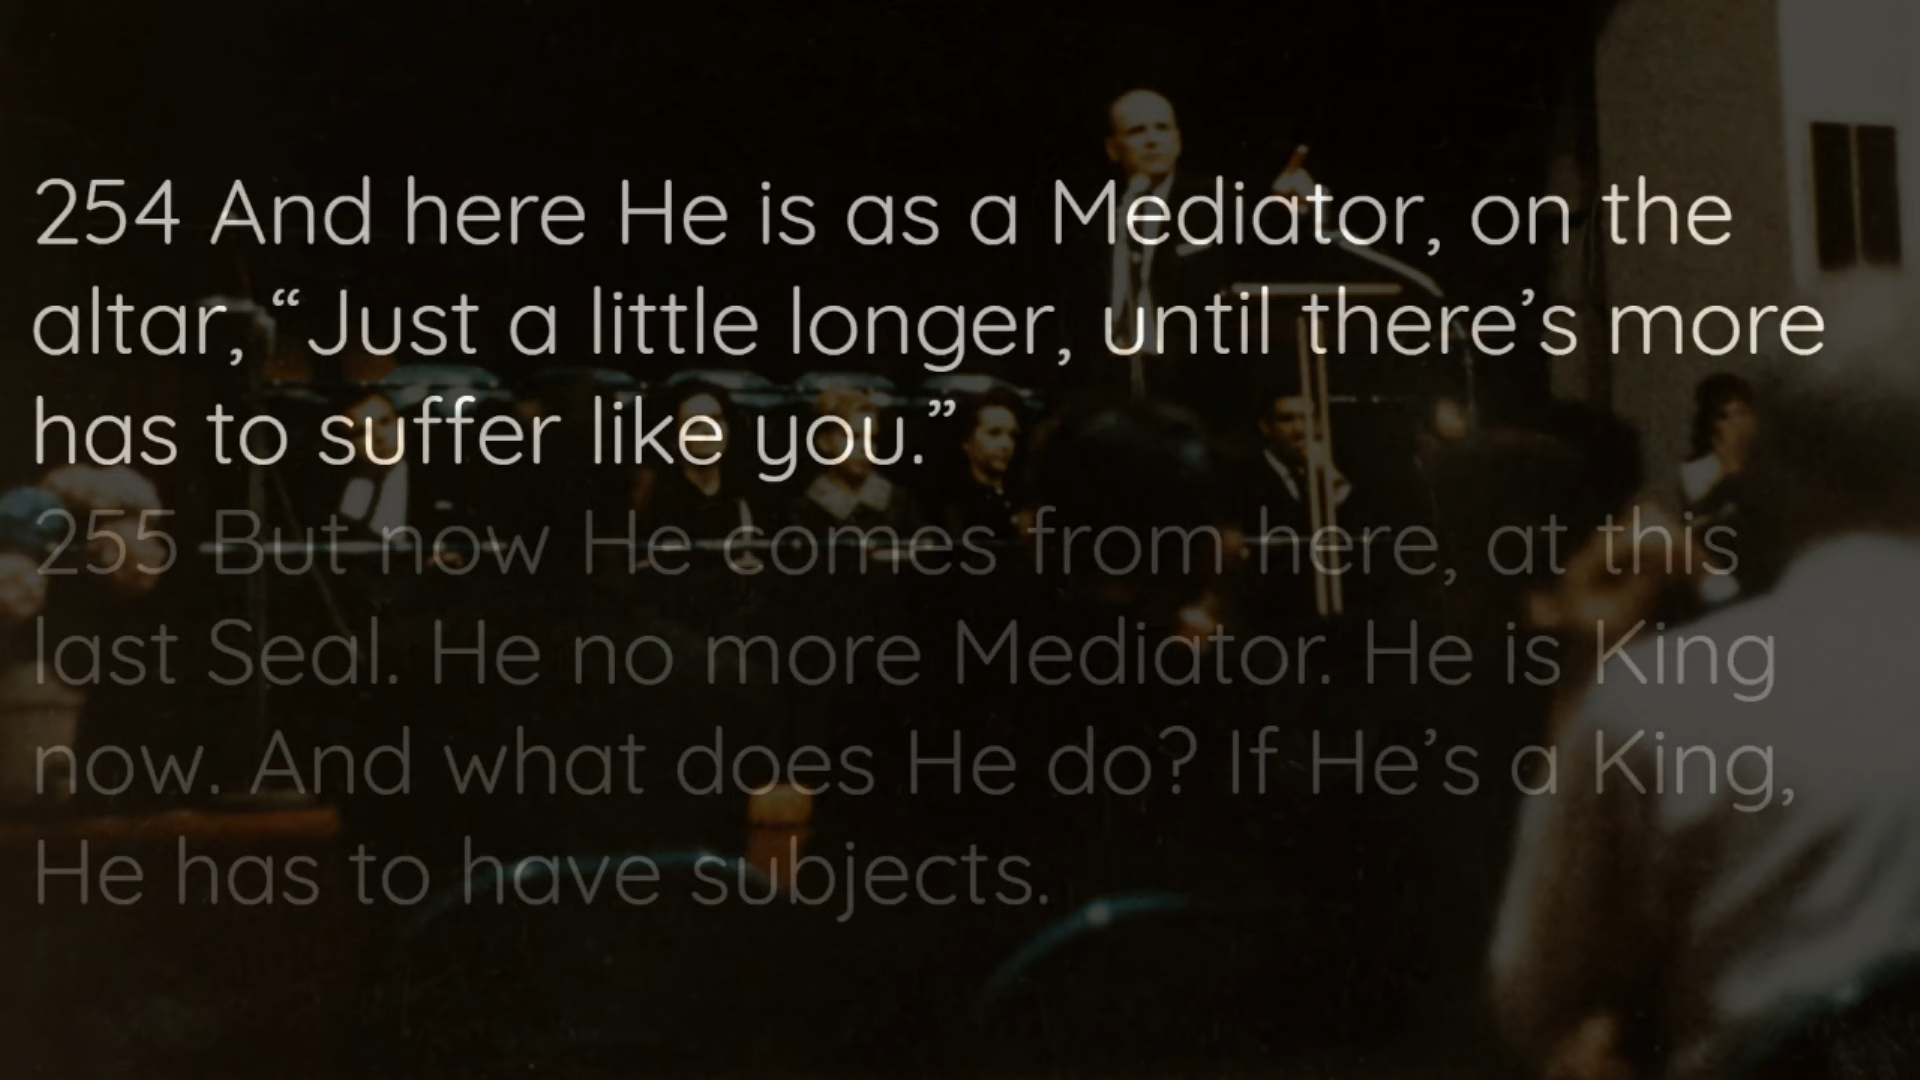 254 And here He is as a Mediator, on the
altar, “Just a little longer, until there’s more
has to suffer like you.”
255 But now He comes from here, at this
last Seal. He no more Mediator. He is King
now. And what does He do? If He’s a King,
He has to have subjects.